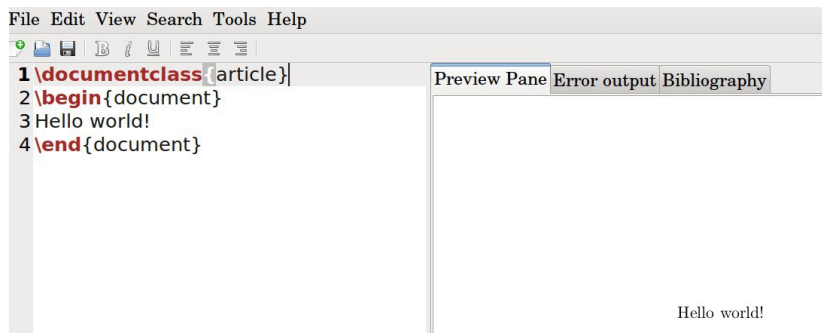 File Edit View Search Tools Help
B i U
1 \documentclass{article}
2 \begin{document}
3 Hello world!
4 \end{document}
Preview Pane Error output Bibliography
Hello world!